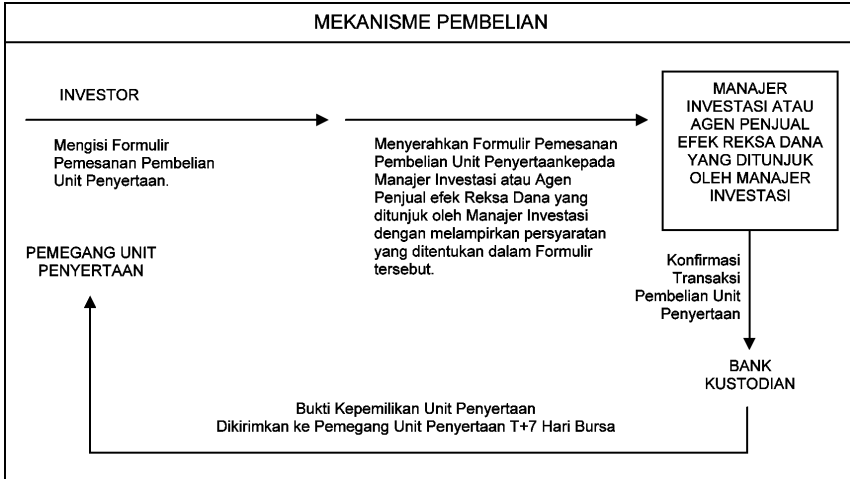 MEKANISME PEMBELIAN
INVESTOR
Mengisi Formulir
Pemesanan Pembelian
Unit Penyertaan.
Menyerahkan Formulir Pemesanan
Pembelian Unit Penyertaankepada
Manajer Investasi atau Agen
Penjual efek Reksa Dana yang
ditunjuk oleh Manajer Investasi
dengan melampirkan persyaratan
yang ditentukan dalam Formulir
tersebut.
MANAJER
INVESTASI ATAU
AGEN PENJUAL
EFEK REKSA DANA
YANG DITUNJUK
OLEH MANAJER
INVESTASI
PEMEGANG UNIT
PENYERTAAN
Konfirmasi
Transaksi
Pembelian Unit
Penyertaan
BANK
KUSTODIAN
Bukti Kepemilikan Unit Penyertaan
Dikirimkan ke Pemegang Unit Penyertaan T+7 Hari Bursa